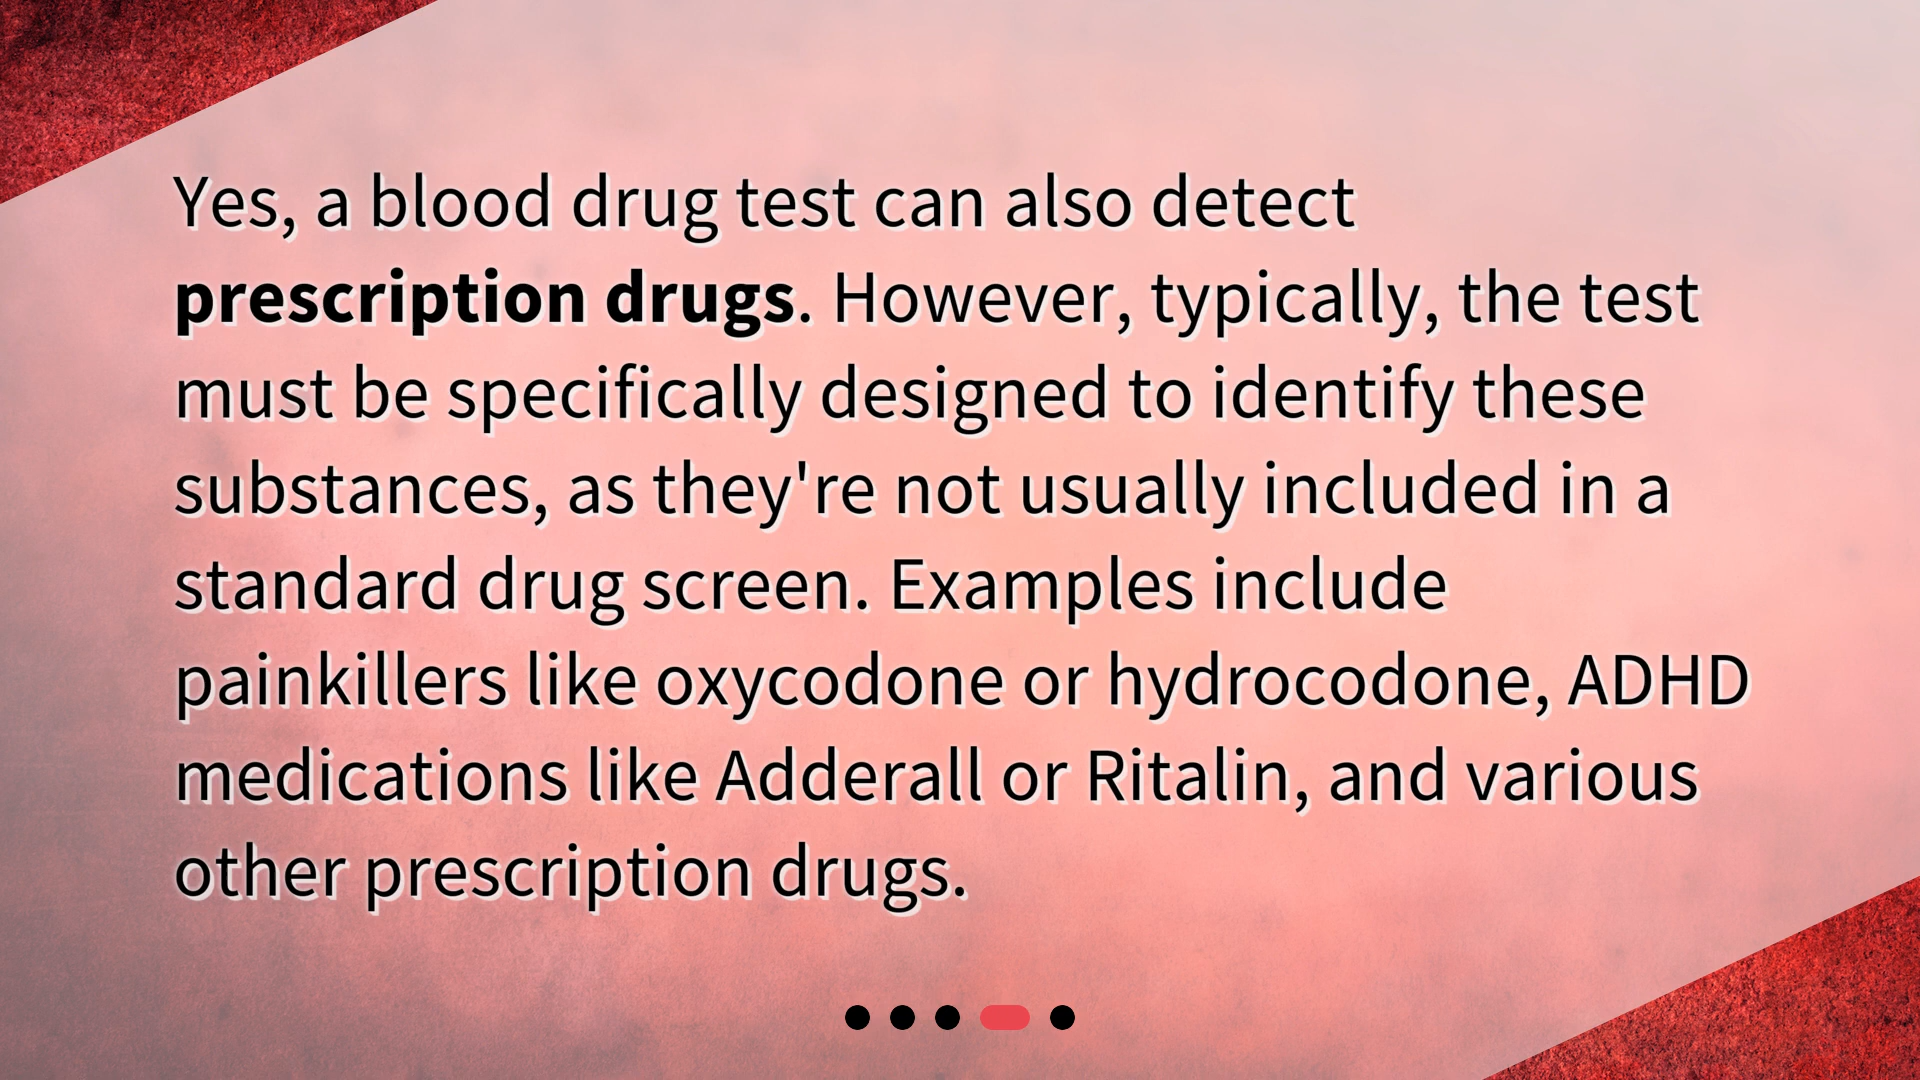 Yes, a blood drug test can also detect
prescription drugs. However, typically, the test
must be specifically designed to identify these
substances, as they're not usually included in a
standard drug screen. Examples include
painkillers like oxycodone or hydrocodone, ADHD
medications like Adderall or Ritalin, and various
other prescription drugs.